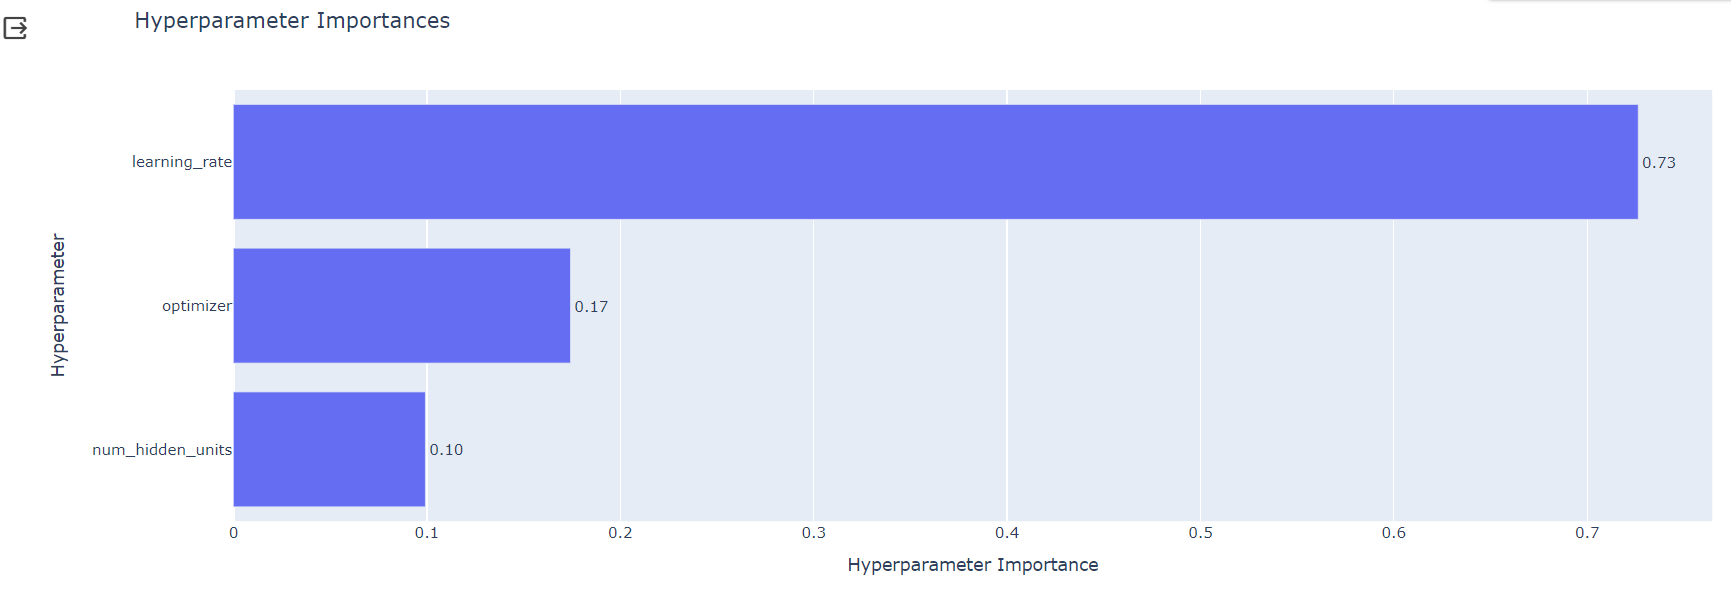 Hyperparameter Importances
Hyperparameter
learning_rate
0.73
optimizer
0.17
num_hidden_units
0.10
0 0.1 0.2 0.3 0.4 0.5 0.6 0.7
Hyperparameter Importance